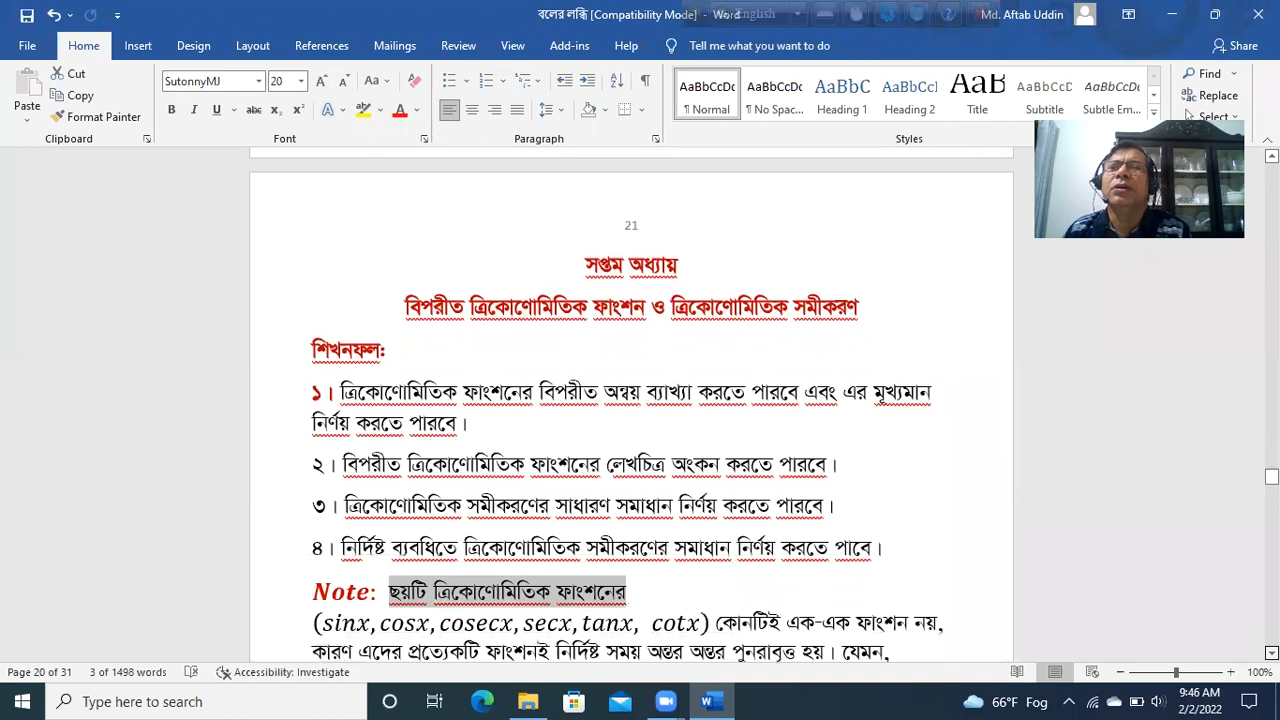 বলের লব্ধি [Compatibility Mode] - Word
English
Md. Aftab Uddin
File Home Insert Design Layout References Mailings Review View Add-ins Help Tell me what you want to do Share
Paste
Cut
Copy
Format Painter
Clipboard
SutonnyMJ 20
Font
Paragraph
AaBbCcDd AaBbCcDd AaBbC AaBbCc AaB AaBbCcD AaBbCcDd
¶ Normal ¶ No Spac... Heading 1 Heading 2 Title Subtitle Subtle Em...
Styles
Find
Replace
Select
21
সপ্তম অধ্যায়
বিপরীত ত্রিকোণোমিতিক ফাংশন ও ত্রিকোণোমিতিক সমীকরণ
শিখনফল:
১। ত্রিকোণোমিতিক ফাংশনের বিপরীত অন্বয় ব্যাখ্যা করতে পারবে এবং এর মূখ্যমান
নির্ণয় করতে পারবে।
২। বিপরীত ত্রিকোণোমিতিক ফাংশনের লেখচিত্র অংকন করতে পারবে।
৩। ত্রিকোণোমিতিক সমীকরণের সাধারণ সমাধান নির্ণয় করতে পারবে।
৪। নির্দিষ্ট ব্যবধিতে ত্রিকোণোমিতিক সমীকরণের সমাধান নির্ণয় করতে পাবে।
Note: ছয়টি ত্রিকোণোমিতিক ফাংশনের
(sinx, cosx, cosecx, secx, tanx, cotx) কোনটিই এক-এক ফাংশন নয়,
কারণ এদের প্রত্যেকটি ফাংশনই নির্দিষ্ট সময় অন্তর অন্তর পুনরাবৃত্ত হয়। যেমন,
Page 20 of 31 3 of 1498 words Accessibility: Investigate 100%
Type here to search
66°F Fog
9:46 AM
2/2/2022